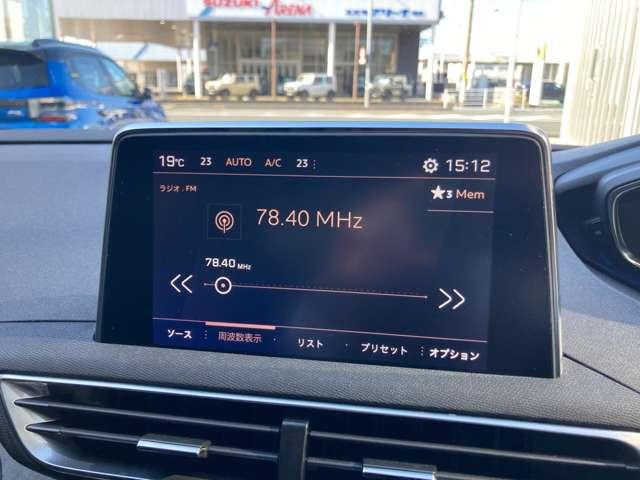 SUZUKI ARENA
19℃ 23 AUTO A/C 23 15:12
ラジオ . FM
★3 Mem
78.40 MHz
78.40 MHz
ソース 周波数表示 リスト プリセット オプション